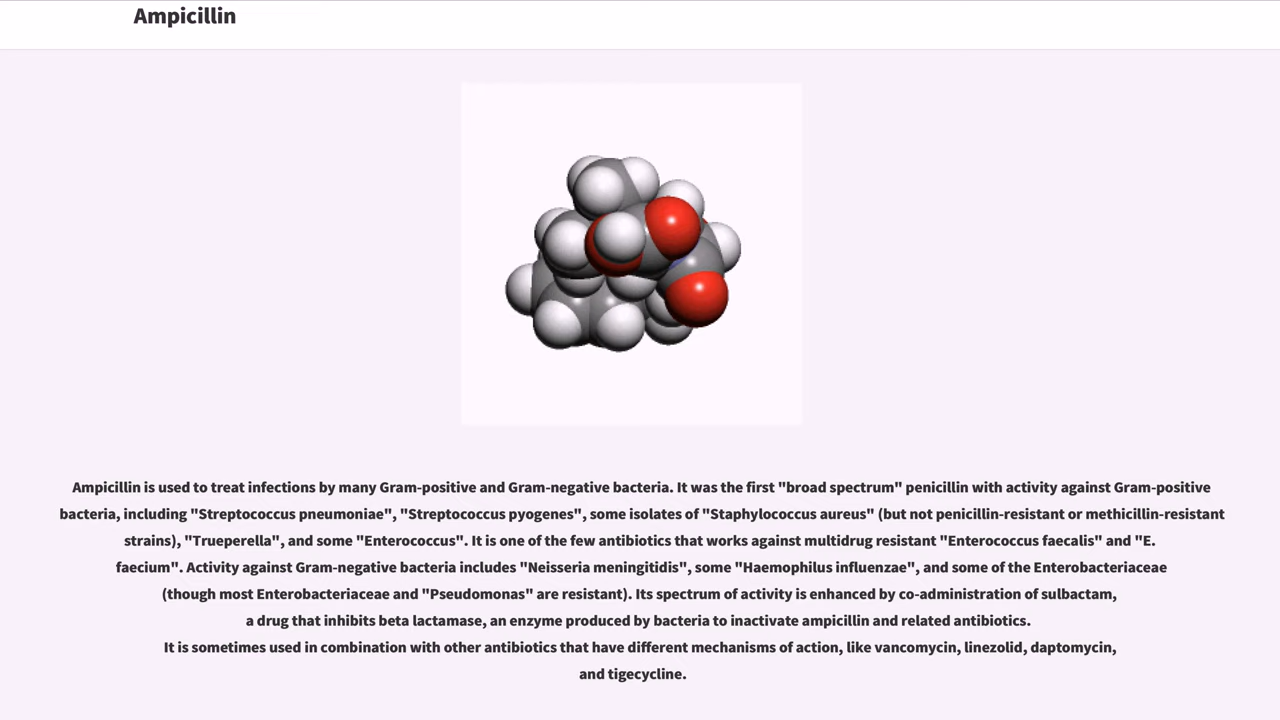 Ampicillin
Ampicillin is used to treat infections by many Gram-positive and Gram-negative bacteria. It was the first "broad spectrum" penicillin with activity against Gram-positive
bacteria, including "Streptococcus pneumoniae", "Streptococcus pyogenes", some isolates of "Staphylococcus aureus" (but not penicillin-resistant or methicillin-resistant
strains), "Trueperella", and some "Enterococcus". It is one of the few antibiotics that works against multidrug resistant "Enterococcus faecalis" and "E.
faecium". Activity against Gram-negative bacteria includes "Neisseria meningitidis", some "Haemophilus influenzae", and some of the Enterobacteriaceae
(though most Enterobacteriaceae and "Pseudomonas" are resistant). Its spectrum of activity is enhanced by co-administration of sulbactam,
a drug that inhibits beta lactamase, an enzyme produced by bacteria to inactivate ampicillin and related antibiotics.
It is sometimes used in combination with other antibiotics that have different mechanisms of action, like vancomycin, linezolid, daptomycin,
and tigecycline.